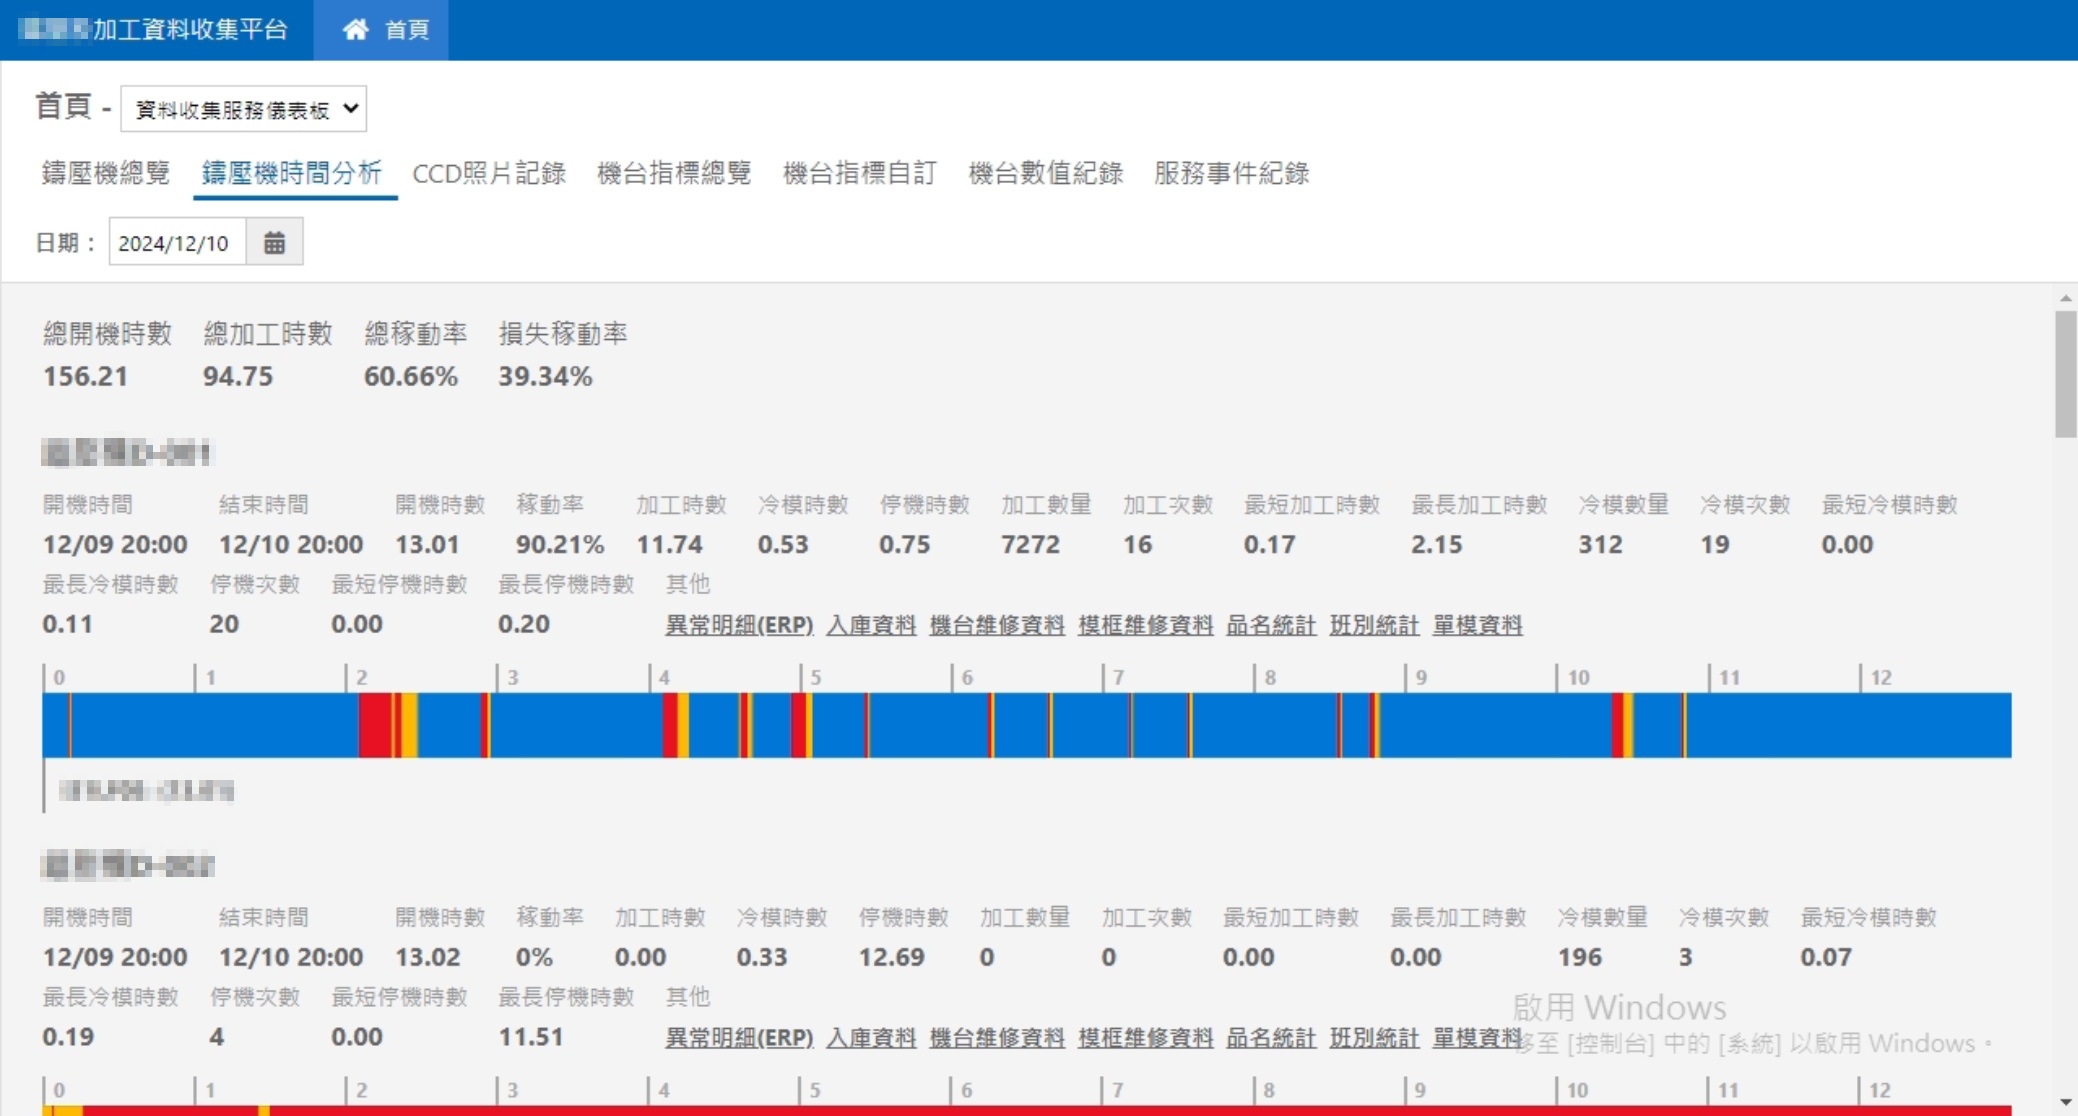 加工資料收集平台 首頁
首頁 - 資料收集服務儀表板
鑄壓機總覽 鑄壓機時間分析 CCD照片記錄 機台指標總覽 機台指標自訂 機台數值紀錄 服務事件紀錄
日期： 2024/12/10
總開機時數 總加工時數 總稼動率 損失稼動率
156.21 94.75 60.66% 39.34%
開機時間 結束時間 開機時數 稼動率 加工時數 冷模時數 停機時數 加工數量 加工次數 最短加工時數 最長加工時數 冷模數量 冷模次數 最短冷模時數
12/09 20:00 12/10 20:00 13.01 90.21% 11.74 0.53 0.75 7272 16 0.17 2.15 312 19 0.00
最長冷模時數 停機次數 最短停機時數 最長停機時數 其他
0.11 20 0.00 0.20 異常明細(ERP) 入庫資料 機台維修資料 模框維修資料 品名統計 班別統計 單模資料
0 1 2 3 4 5 6 7 8 9 10 11 12
開機時間 結束時間 開機時數 稼動率 加工時數 冷模時數 停機時數 加工數量 加工次數 最短加工時數 最長加工時數 冷模數量 冷模次數 最短冷模時數
12/09 20:00 12/10 20:00 13.02 0% 0.00 0.33 12.69 0 0 0.00 0.00 196 3 0.07
最長冷模時數 停機次數 最短停機時數 最長停機時數 其他
0.19 4 0.00 11.51 異常明細(ERP) 入庫資料 機台維修資料 模框維修資料 品名統計 班別統計 單模資料
啟用 Windows
移至 [控制台] 中的 [系統] 以啟用 Windows。
0 1 2 3 4 5 6 7 8 9 10 11 12